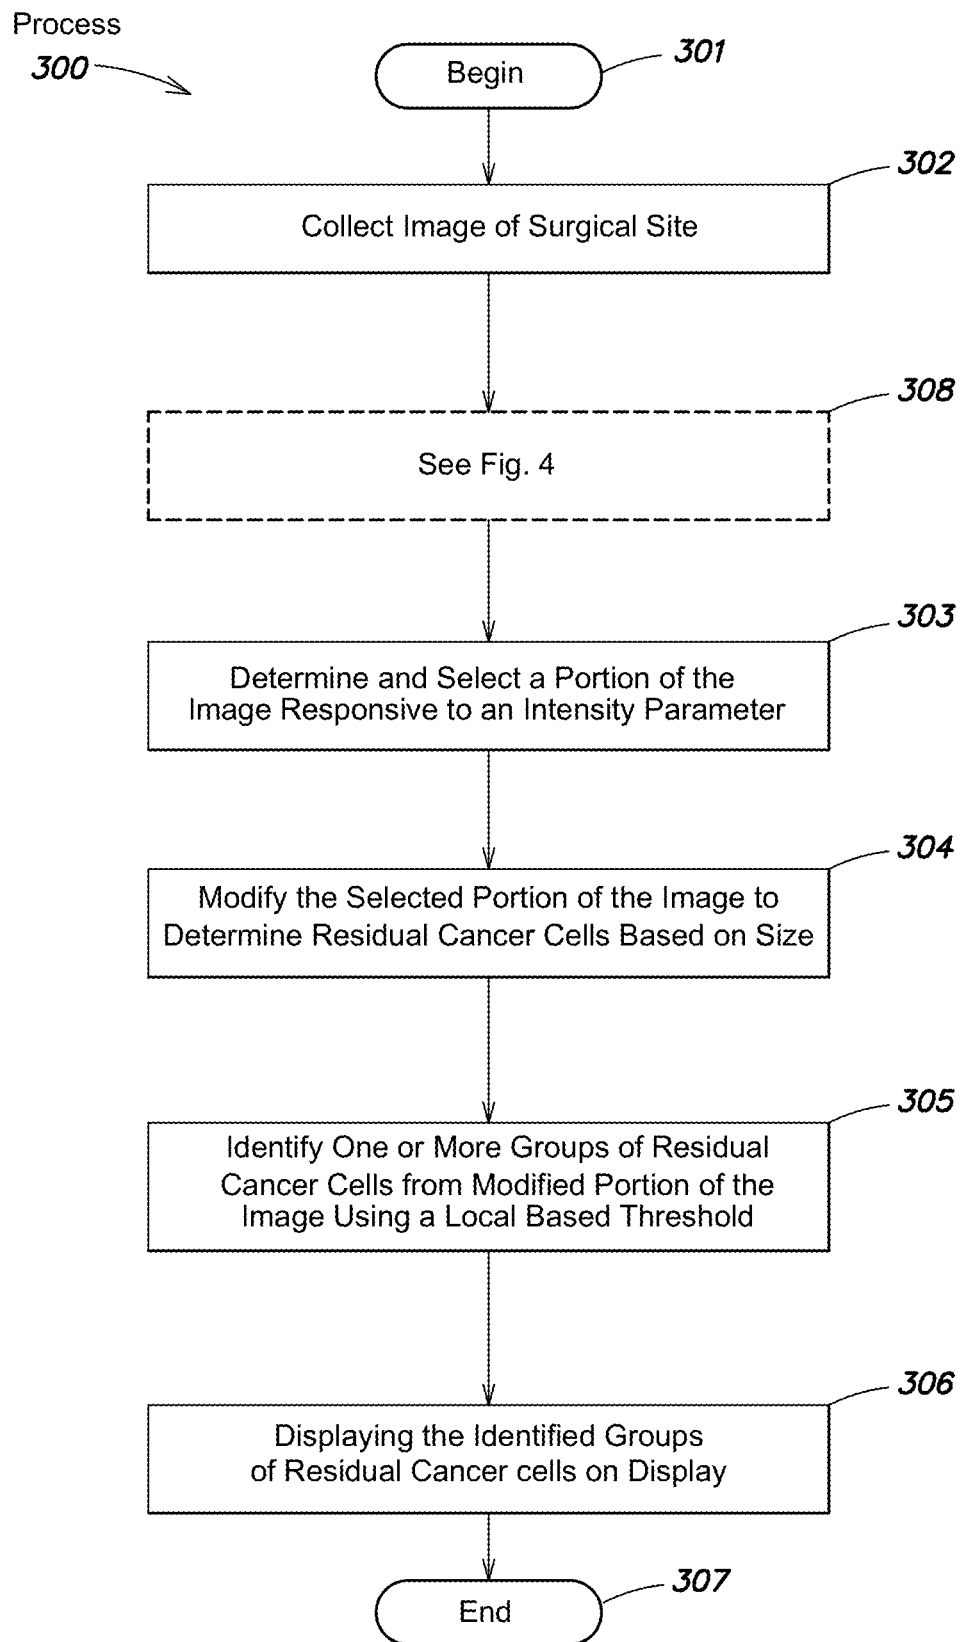 Process
300
Begin
301
302
Collect Image of Surgical Site
308
See Fig. 4
303
Determine and Select a Portion of the
Image Responsive to an Intensity Parameter
304
Modify the Selected Portion of the Image to
Determine Residual Cancer Cells Based on Size
305
Identify One or More Groups of Residual
Cancer Cells from Modified Portion of the
Image Using a Local Based Threshold
306
Displaying the Identified Groups
of Residual Cancer cells on Display
307
End